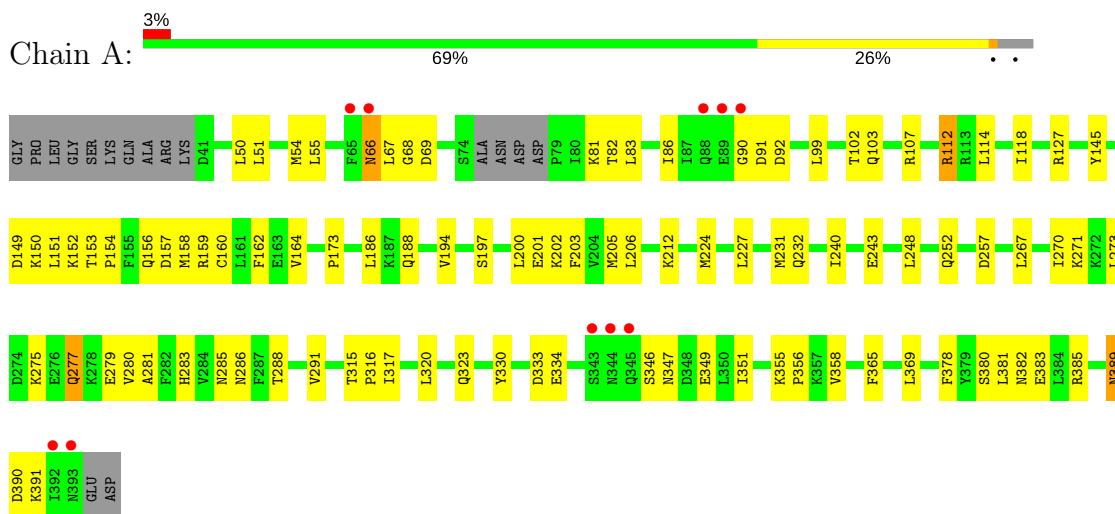 3%
Chain A:
69% 26% • •
GLY PRO LEU GLY SER LYS GLN ALA ARG LYS D41 L50 L51 M54 L55 F65 N66 L67 G68 D69 S74 ALA ASN ASP ASP P79 I80 K81 T82 L83 I86 I87 Q88 E89 G90 D91 D92 L99 T102 Q103 R107 R112 R113 L114 I118 R127 Y145
D149 K150 L151 K152 T153 P154 F155 Q156 D157 M158 R159 C160 L161 F162 E163 V164 P173 L186 K187 Q188 V194 S197 L200 E201 K202 F203 V204 M205 L206 K212 M224 L227 M231 Q232 I240 E243 L248 Q252 D257 L267 I270 K271 K272 L273
D274 K275 E276 Q277 K278 E279 V280 A281 F282 H283 V284 N285 N286 F287 T288 V291 T315 P316 I317 L320 Q323 Y330 D333 E334 S343 N344 Q345 S346 N347 D348 E349 L350 I351 K355 P356 K357 V358 F365 L369 F378 Y379 S380 L381 N382 E383 L384 R385 N389
D390 K391 I392 N393 GLU ASP